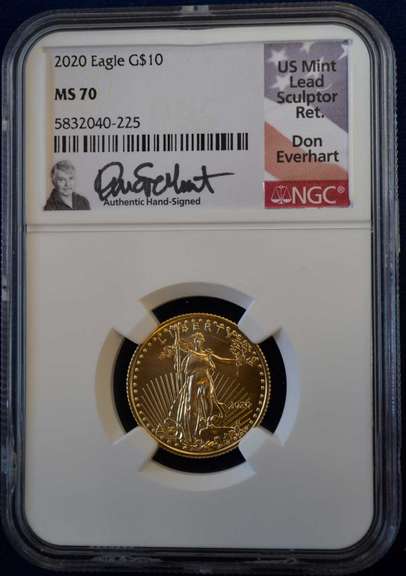 2020 Eagle G$10
MS 70
5832040-225
Authentic Hand-Signed
US Mint
Lead
Sculptor
Ret.
Don
Everhart
NGC®
LIBERTY
2020